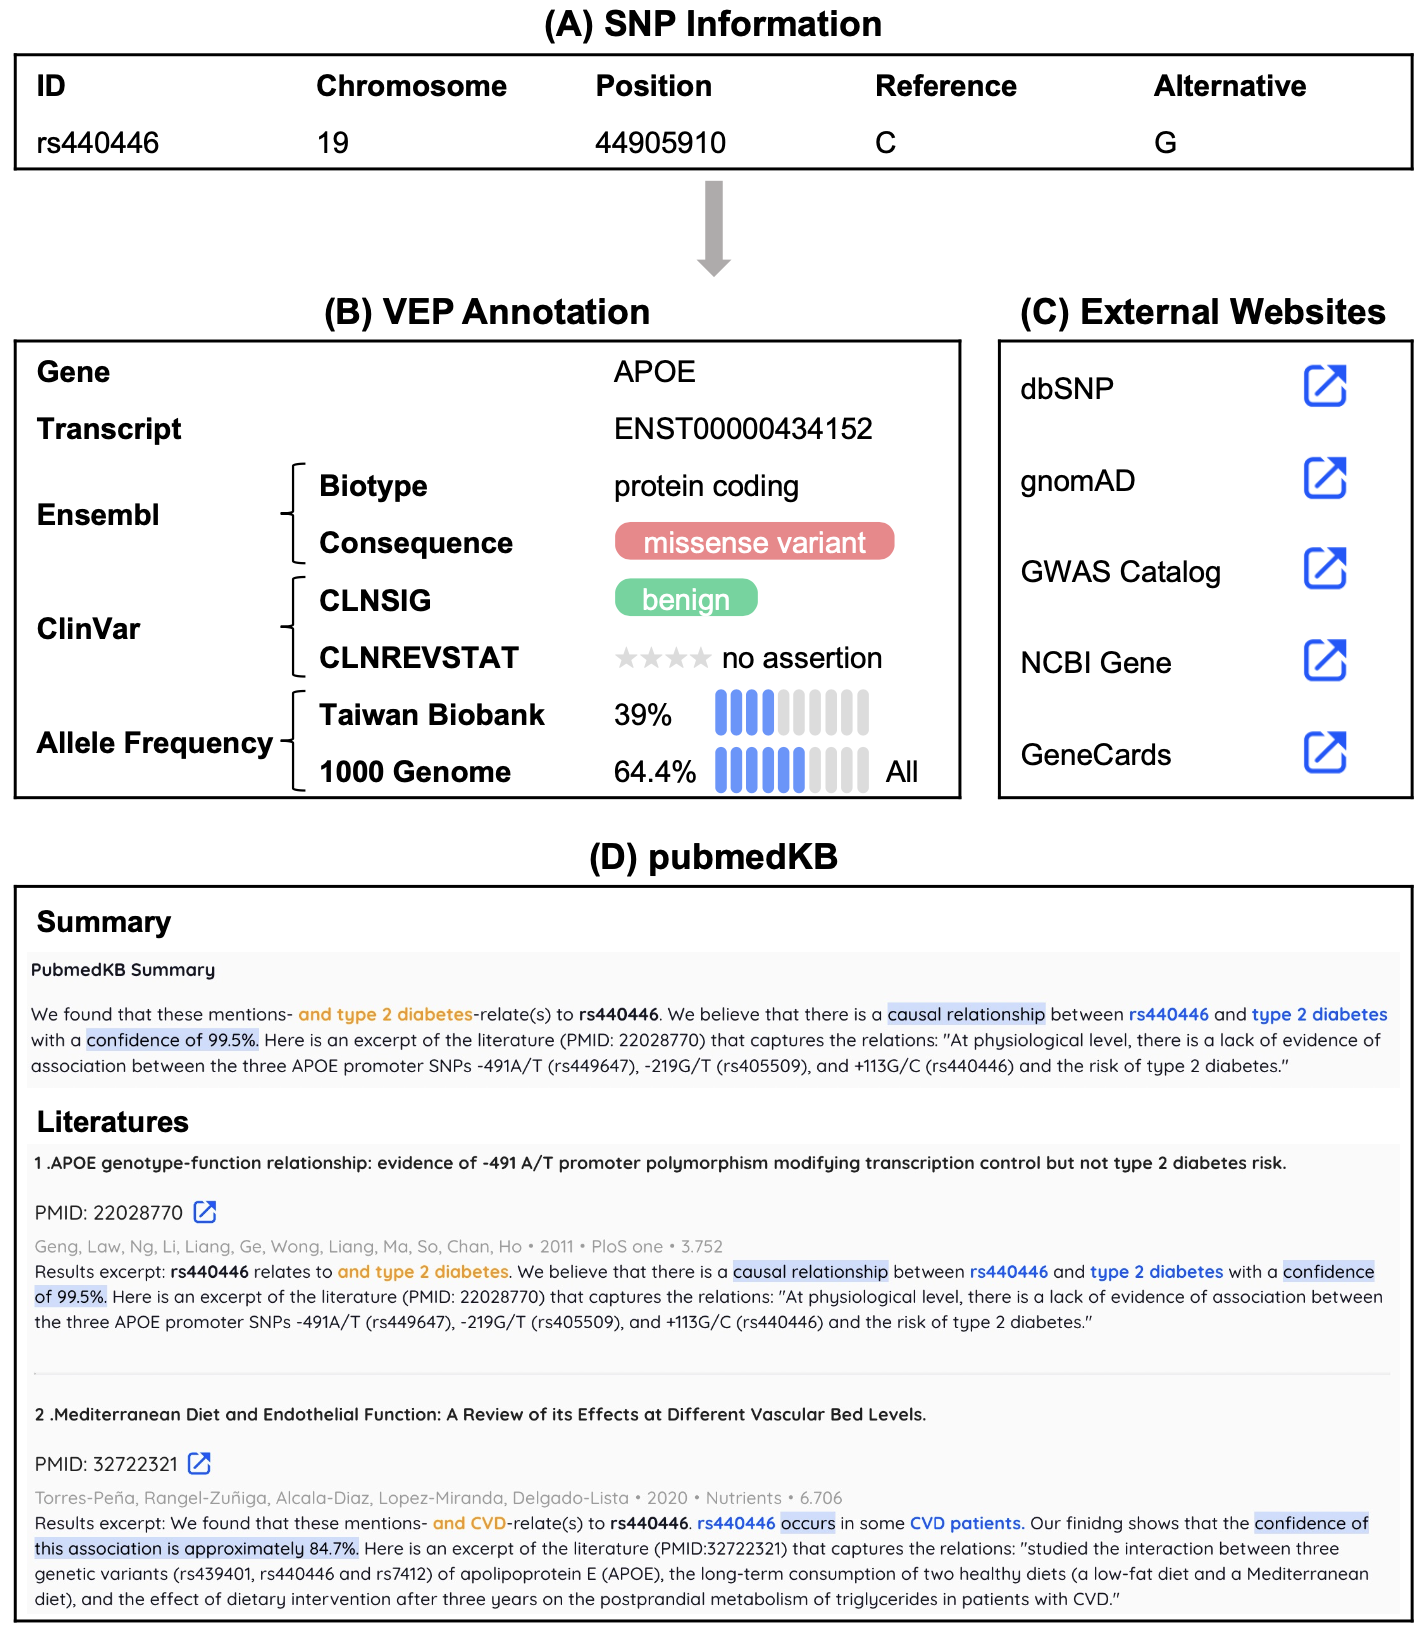 (A) SNP Information
ID Chromosome Position Reference Alternative
rs440446 19 44905910 C G
(B) VEP Annotation
Gene APOE
Transcript ENST00000434152
Ensembl
Biotype protein coding
Consequence missense variant
ClinVar
CLNSIG benign
CLNREVSTAT no assertion
Allele Frequency
Taiwan Biobank 39%
1000 Genome 64.4% All
(C) External Websites
dbSNP
gnomAD
GWAS Catalog
NCBI Gene
GeneCards
(D) pubmedKB
Summary
PubmedKB Summary
We found that these mentions- and type 2 diabetes-relate(s) to rs440446. We believe that there is a causal relationship between rs440446 and type 2 diabetes
with a confidence of 99.5%. Here is an excerpt of the literature (PMID: 22028770) that captures the relations: "At physiological level, there is a lack of evidence of
association between the three APOE promoter SNPs -491A/T (rs449647), -219G/T (rs405509), and +113G/C (rs440446) and the risk of type 2 diabetes."
Literatures
1 .APOE genotype-function relationship: evidence of -491 A/T promoter polymorphism modifying transcription control but not type 2 diabetes risk.
PMID: 22028770
Geng, Law, Ng, Li, Liang, Ge, Wong, Liang, Ma, So, Chan, Ho • 2011 • PloS one • 3.752
Results excerpt: rs440446 relates to and type 2 diabetes. We believe that there is a causal relationship between rs440446 and type 2 diabetes with a confidence
of 99.5%. Here is an excerpt of the literature (PMID: 22028770) that captures the relations: "At physiological level, there is a lack of evidence of association between
the three APOE promoter SNPs -491A/T (rs449647), -219G/T (rs405509), and +113G/C (rs440446) and the risk of type 2 diabetes."
2 .Mediterranean Diet and Endothelial Function: A Review of its Effects at Different Vascular Bed Levels.
PMID: 32722321
Torres-Peña, Rangel-Zuñiga, Alcala-Diaz, Lopez-Miranda, Delgado-Lista • 2020 • Nutrients • 6.706
Results excerpt: We found that these mentions- and CVD-relate(s) to rs440446. rs440446 occurs in some CVD patients. Our finidng shows that the confidence of
this association is approximately 84.7%. Here is an excerpt of the literature (PMID:32722321) that captures the relations: "studied the interaction between three
genetic variants (rs439401, rs440446 and rs7412) of apolipoprotein E (APOE), the long-term consumption of two healthy diets (a low-fat diet and a Mediterranean
diet), and the effect of dietary intervention after three years on the postprandial metabolism of triglycerides in patients with CVD."